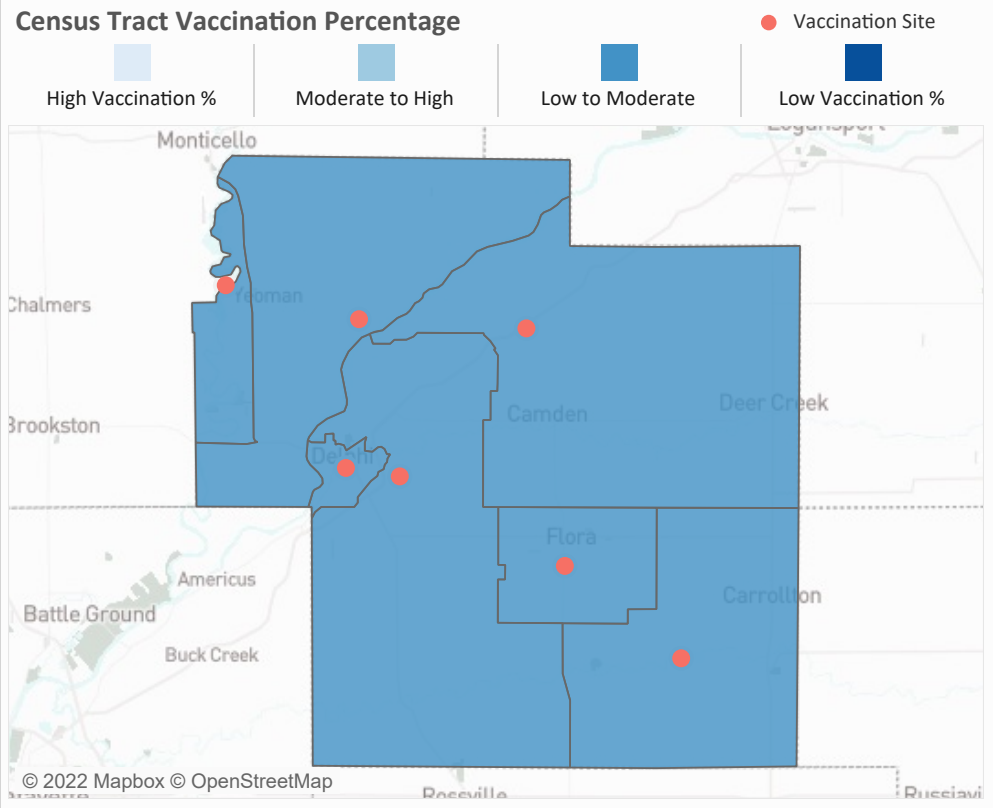 Census Tract Vaccination Percentage
Vaccination Site
High Vaccination %
Moderate to High
Low to Moderate
Low Vaccination %
Monticello
Logansport
Yeoman
Chalmers
Deer Creek
Camden
Brookston
Delphi
Flora
Americus
Carrollton
Battle Ground
Buck Creek
© 2022 Mapbox © OpenStreetMap
Rossville